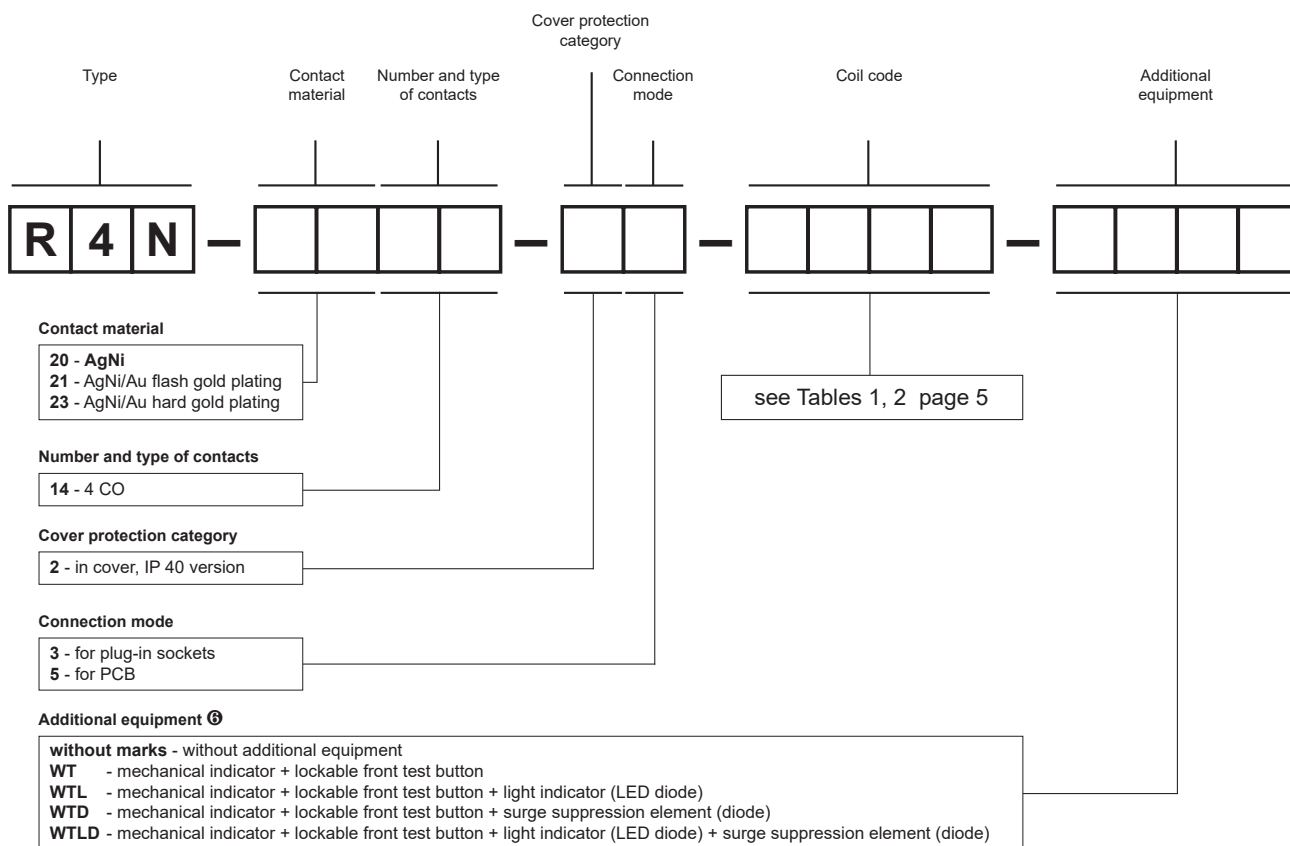 Cover protection
category
Type
Contact
material
Number and type
of contacts
Connection
mode
Coil code
Additional
equipment
R 4 N – – – –
Contact material
20 - AgNi
21 - AgNi/Au flash gold plating
23 - AgNi/Au hard gold plating
see Tables 1, 2 page 5
Number and type of contacts
14 - 4 CO
Cover protection category
2 - in cover, IP 40 version
Connection mode
3 - for plug-in sockets
5 - for PCB
Additional equipment ❻
without marks - without additional equipment
WT - mechanical indicator + lockable front test button
WTL - mechanical indicator + lockable front test button + light indicator (LED diode)
WTD - mechanical indicator + lockable front test button + surge suppression element (diode)
WTLD - mechanical indicator + lockable front test button + light indicator (LED diode) + surge suppression element (diode)